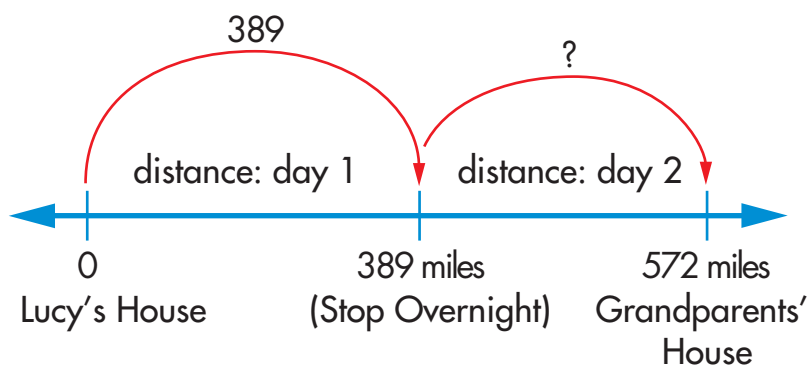 389
?
distance: day 1
distance: day 2
0
389 miles
572 miles
Lucy’s House
(Stop Overnight)
Grandparents’
House